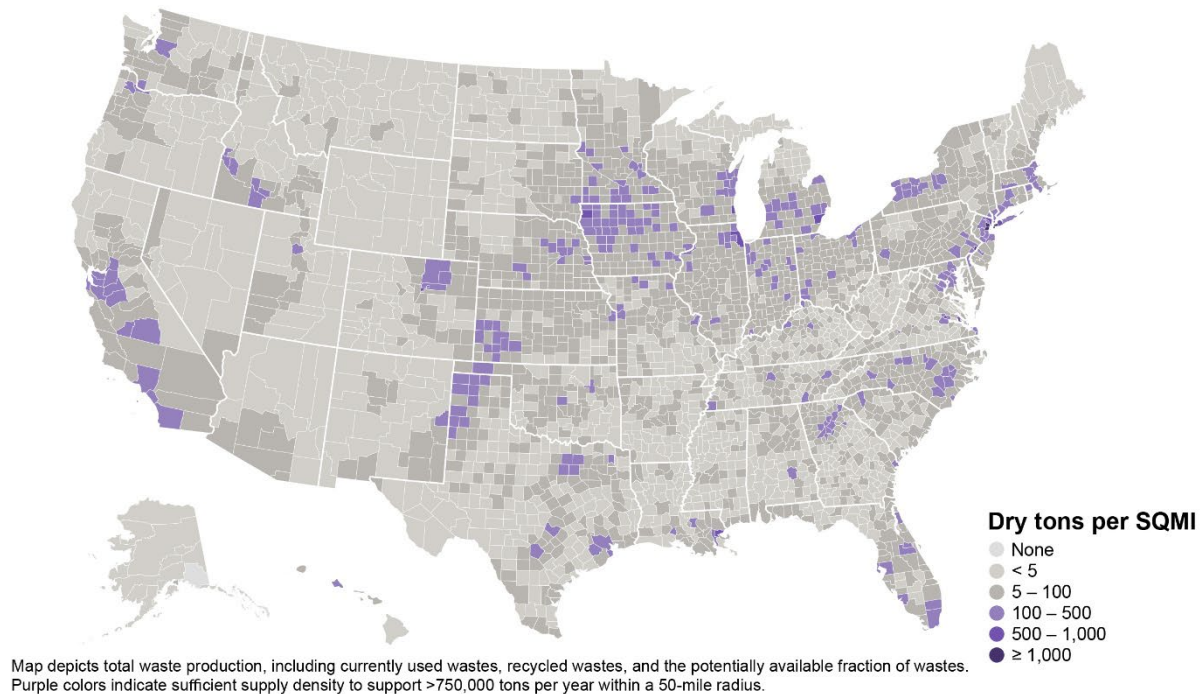 Dry tons per SQMI
None
< 5
5 – 100
100 – 500
500 – 1,000
≥ 1,000
Map depicts total waste production, including currently used wastes, recycled wastes, and the potentially available fraction of wastes.
Purple colors indicate sufficient supply density to support >750,000 tons per year within a 50-mile radius.